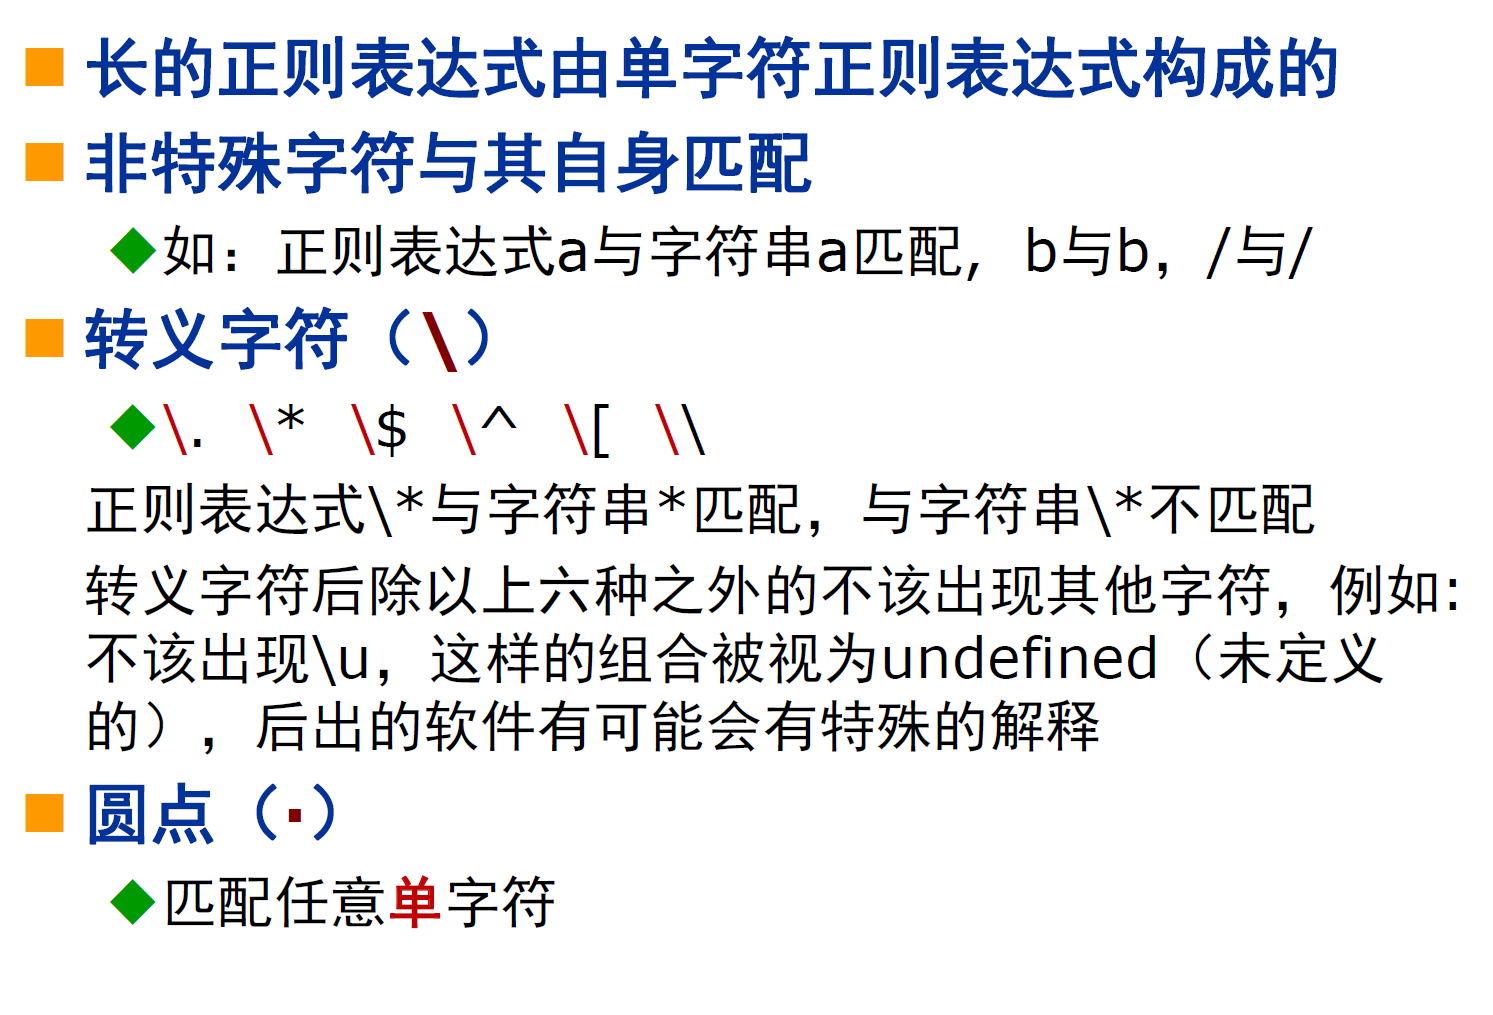 长的正则表达式由单字符正则表达式构成的
非特殊字符与其自身匹配
如：正则表达式a与字符串a匹配，b与b，/与/
转义字符（\）
\. \* \$ \^ \[ \\
正则表达式\*与字符串*匹配，与字符串\*不匹配
转义字符后除以上六种之外的不该出现其他字符，例如:
不该出现\u，这样的组合被视为undefined（未定义
的），后出的软件有可能会有特殊的解释
圆点（.）
匹配任意单字符